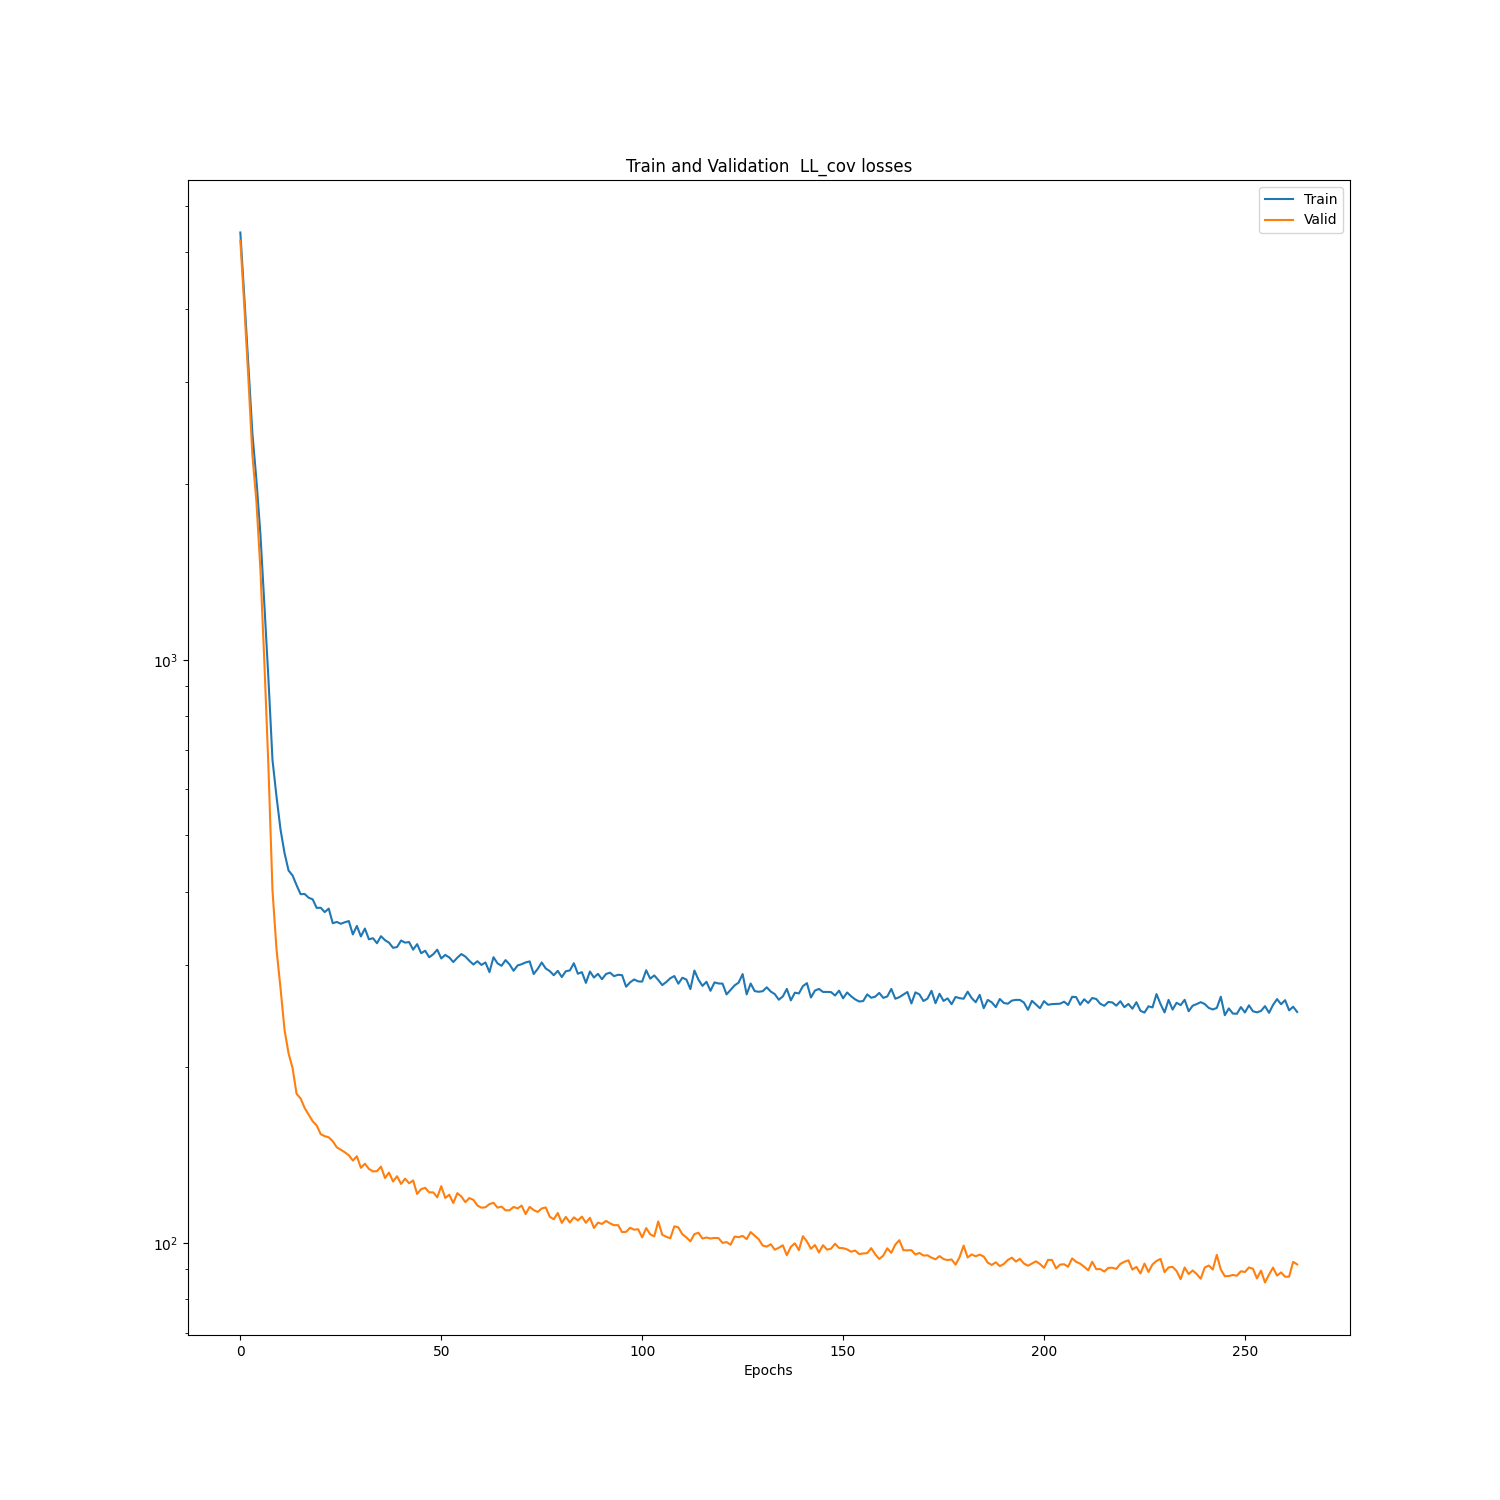 Train and Validation  LL_cov losses
Train
Valid
10³
10²
0 50 100 150 200 250
Epochs